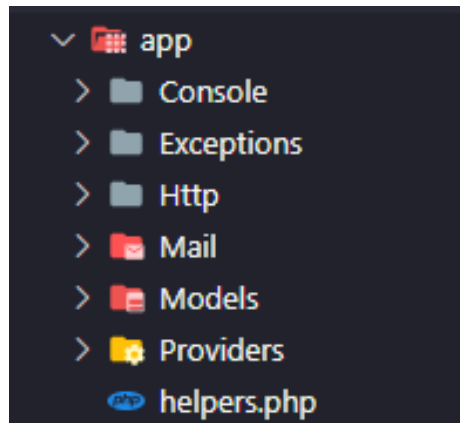 app
Console
Exceptions
Http
Mail
Models
Providers
php helpers.php